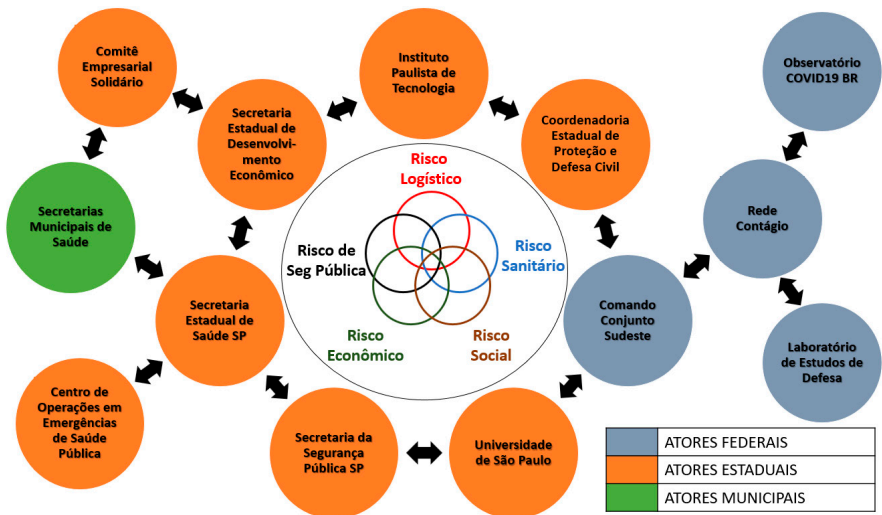 Comitê
Empresarial
Solidário
Instituto
Paulista de
Tecnologia
Observatório
COVID19 BR
Secretaria
Estadual de
Desenvolvi-
mento
Econômico
Coordenadoria
Estadual de
Proteção e
Defesa Civil
Secretarias
Municipais de
Saúde
Rede
Contágio
Risco
Logístico
Risco de
Seg Pública
Risco
Sanitário
Risco
Econômico
Risco
Social
Secretaria
Estadual de
Saúde SP
Comando
Conjunto
Sudeste
Laboratório
de Estudos de
Defesa
Centro de
Operações em
Emergências
de Saúde
Pública
Secretaria da
Segurança
Pública SP
Universidade
de São Paulo
ATORES FEDERAIS
ATORES ESTADUAIS
ATORES MUNICIPAIS